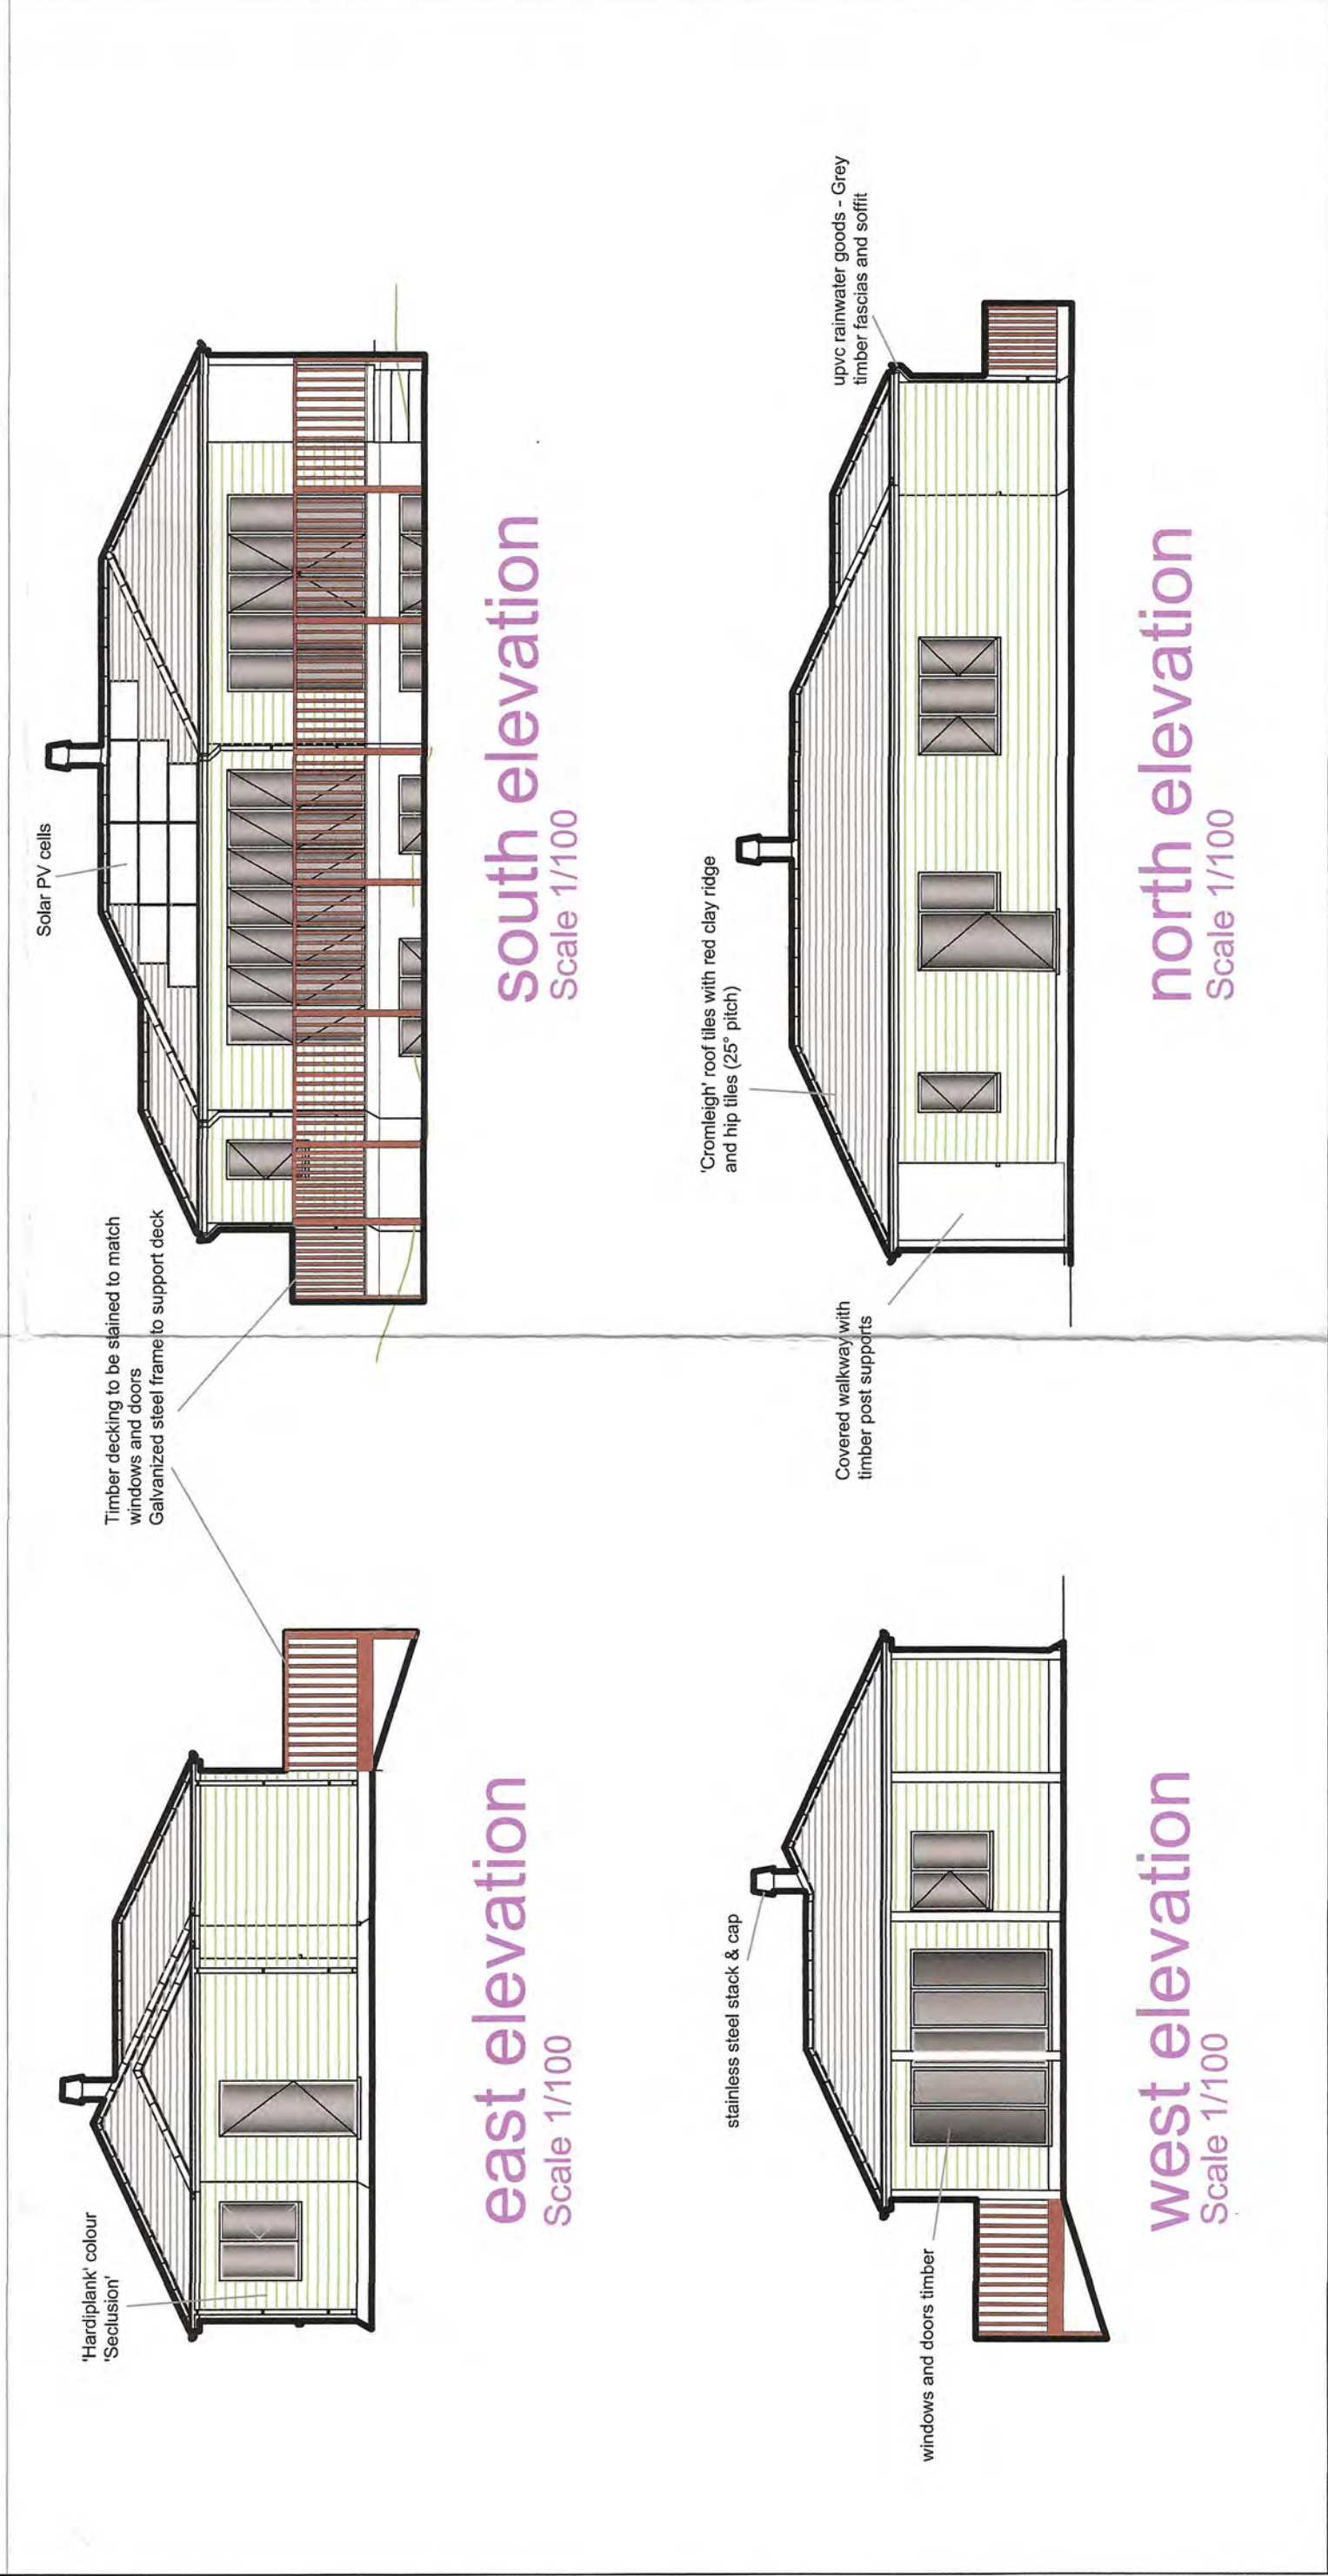 'Hardiplank' colour
'Seclusion'
Timber decking to be stained to match
windows and doors
Galvanized steel frame to support deck
Solar PV cells
east elevation
Scale 1/100
south elevation
Scale 1/100
windows and doors timber
stainless steel stack & cap
Covered walkway with
timber post supports
'Cromleigh' roof tiles with red clay ridge
and hip tiles (25° pitch)
upvc rainwater goods - Grey
timber fascias and soffit
west elevation
Scale 1/100
north elevation
Scale 1/100